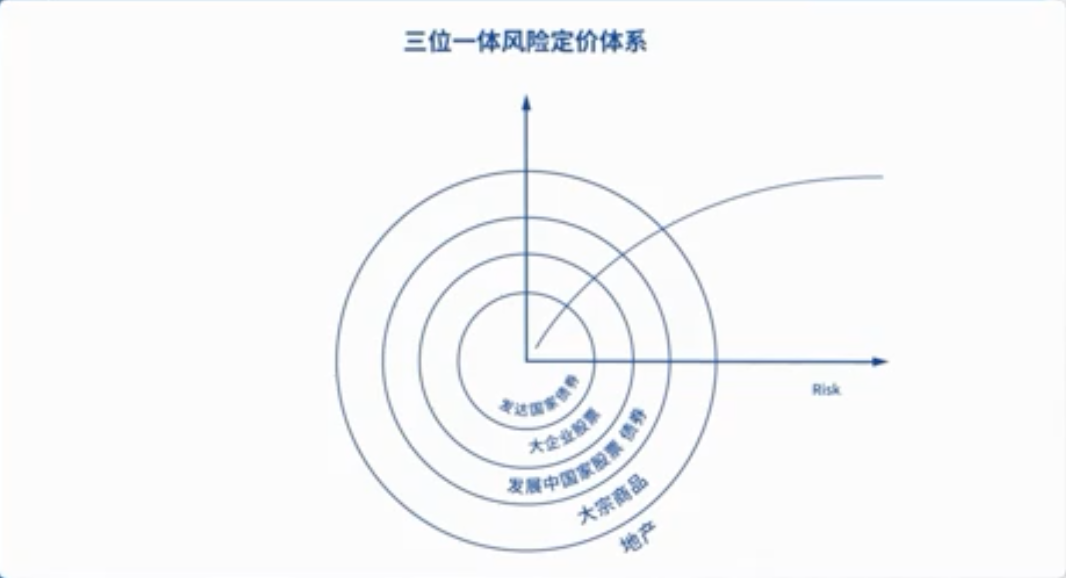 三位一体风险定价体系
Risk
发达国家债券
大企业股票
发展中国家股票 债券
大宗商品
地产